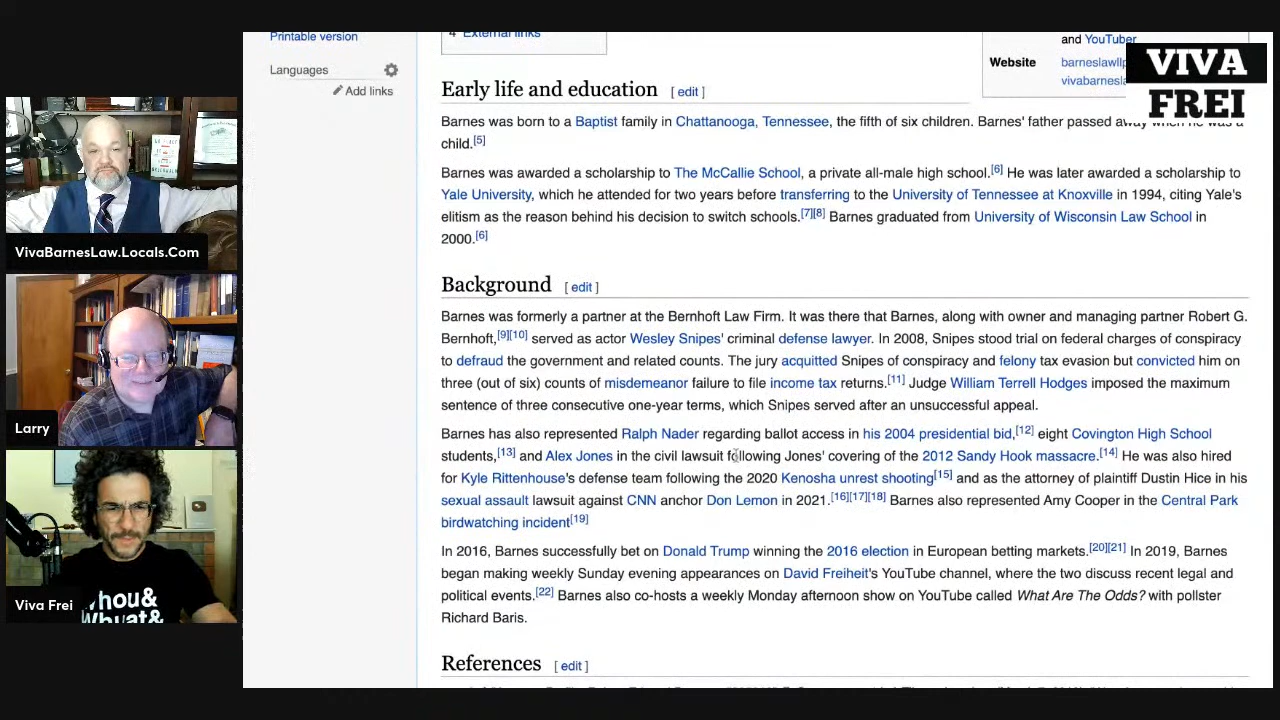 Printable version
Languages
Add links
VivaBarnesLaw.Locals.Com
Larry
Viva Frei
hou&
VIVA
FREI
4 External links
and YouTuber
Website
barneslawll
vivabarnesl
Early life and education [ edit ]
Barnes was born to a Baptist family in Chattanooga, Tennessee, the fifth of six children. Barnes' father passed away when he was a
child.[5]
Barnes was awarded a scholarship to The McCallie School, a private all-male high school.[6] He was later awarded a scholarship to
Yale University, which he attended for two years before transferring to the University of Tennessee at Knoxville in 1994, citing Yale's
elitism as the reason behind his decision to switch schools.[7][8] Barnes graduated from University of Wisconsin Law School in
2000.[6]
Background [ edit ]
Barnes was formerly a partner at the Bernhoft Law Firm. It was there that Barnes, along with owner and managing partner Robert G.
Bernhoft,[9][10] served as actor Wesley Snipes' criminal defense lawyer. In 2008, Snipes stood trial on federal charges of conspiracy
to defraud the government and related counts. The jury acquitted Snipes of conspiracy and felony tax evasion but convicted him on
three (out of six) counts of misdemeanor failure to file income tax returns.[11] Judge William Terrell Hodges imposed the maximum
sentence of three consecutive one-year terms, which Snipes served after an unsuccessful appeal.
Barnes has also represented Ralph Nader regarding ballot access in his 2004 presidential bid,[12] eight Covington High School
students,[13] and Alex Jones in the civil lawsuit following Jones' covering of the 2012 Sandy Hook massacre.[14] He was also hired
for Kyle Rittenhouse's defense team following the 2020 Kenosha unrest shooting[15] and as the attorney of plaintiff Dustin Hice in his
sexual assault lawsuit against CNN anchor Don Lemon in 2021.[16][17][18] Barnes also represented Amy Cooper in the Central Park
birdwatching incident[19]
In 2016, Barnes successfully bet on Donald Trump winning the 2016 election in European betting markets.[20][21] In 2019, Barnes
began making weekly Sunday evening appearances on David Freiheit's YouTube channel, where the two discuss recent legal and
political events.[22] Barnes also co-hosts a weekly Monday afternoon show on YouTube called What Are The Odds? with pollster
Richard Baris.
References [ edit ]